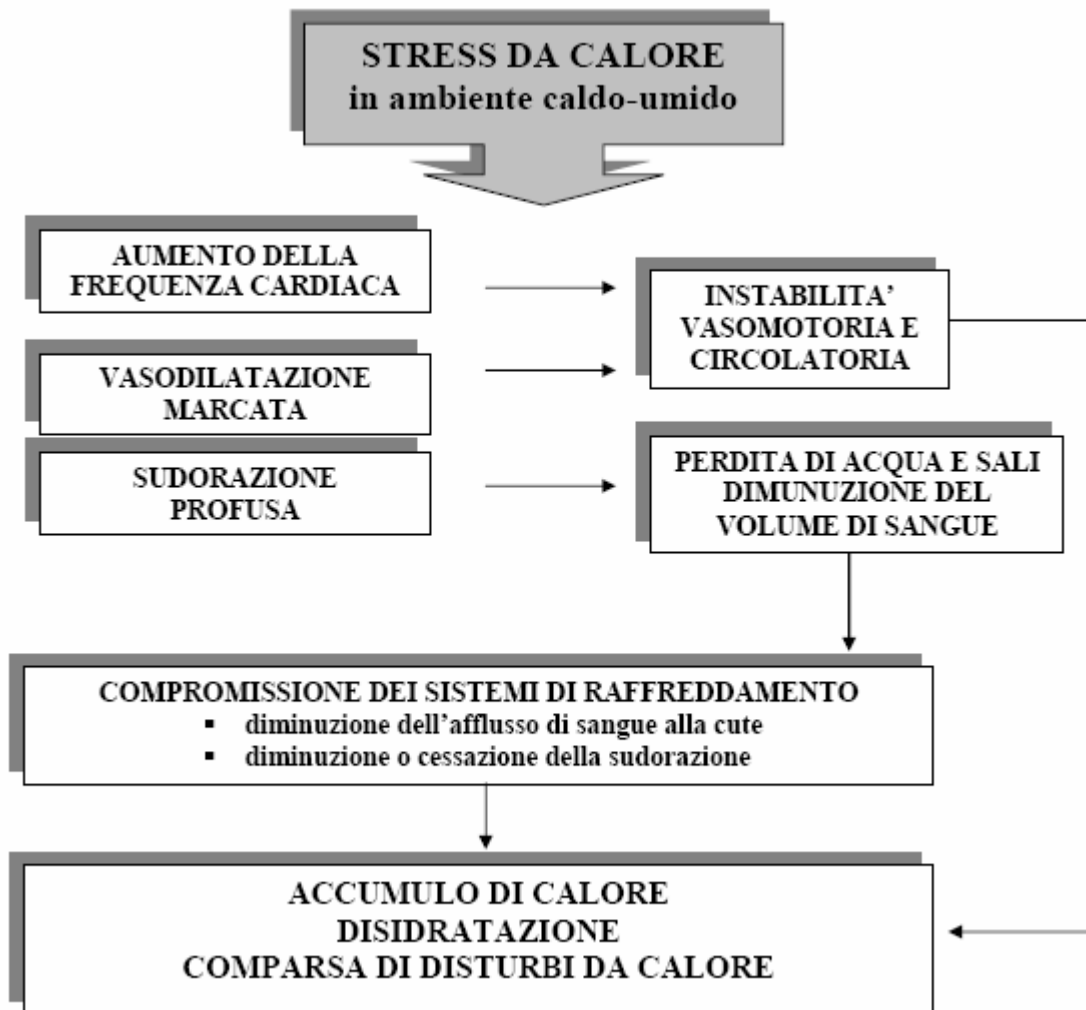 STRESS DA CALORE
in ambiente caldo-umido
AUMENTO DELLA
FREQUENZA CARDIACA
INSTABILITA’
VASOMOTORIA E
CIRCOLATORIA
VASODILATAZIONE
MARCATA
SUDORAZIONE
PROFUSA
PERDITA DI ACQUA E SALI
DIMUNUZIONE DEL
VOLUME DI SANGUE
COMPROMISSIONE DEI SISTEMI DI RAFFREDDAMENTO
▪ diminuzione dell’afflusso di sangue alla cute
▪ diminuzione o cessazione della sudorazione
ACCUMULO DI CALORE
DISIDRATAZIONE
COMPARSA DI DISTURBI DA CALORE